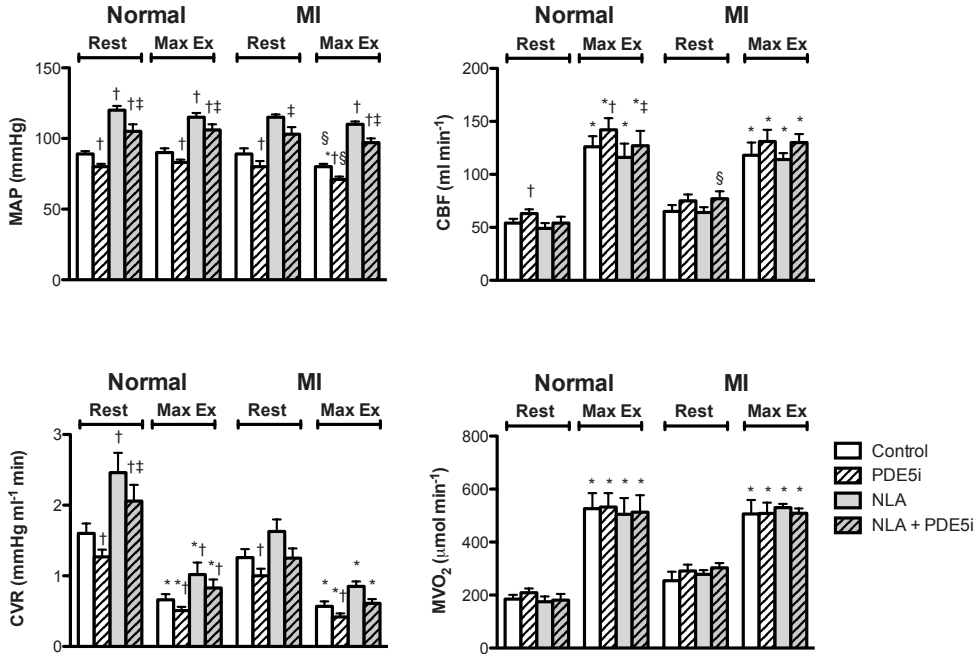 Normal MI
Rest Max Ex Rest Max Ex
MAP (mmHg)
150
100
50
0
† † †‡ † † †‡ † ‡ § *†§ † †‡
Normal MI
Rest Max Ex Rest Max Ex
CBF (ml min⁻¹)
200
150
100
50
0
† * *† * *‡ § * * * *
Normal MI
Rest Max Ex Rest Max Ex
CVR (mmHg ml⁻¹ min)
3
2
1
0
† † †‡ * *† *† *† † * *† * *
Normal MI
Rest Max Ex Rest Max Ex
MVO₂ (μmol min⁻¹)
800
600
400
200
0
* * * * * * * *
Control
PDE5i
NLA
NLA + PDE5i